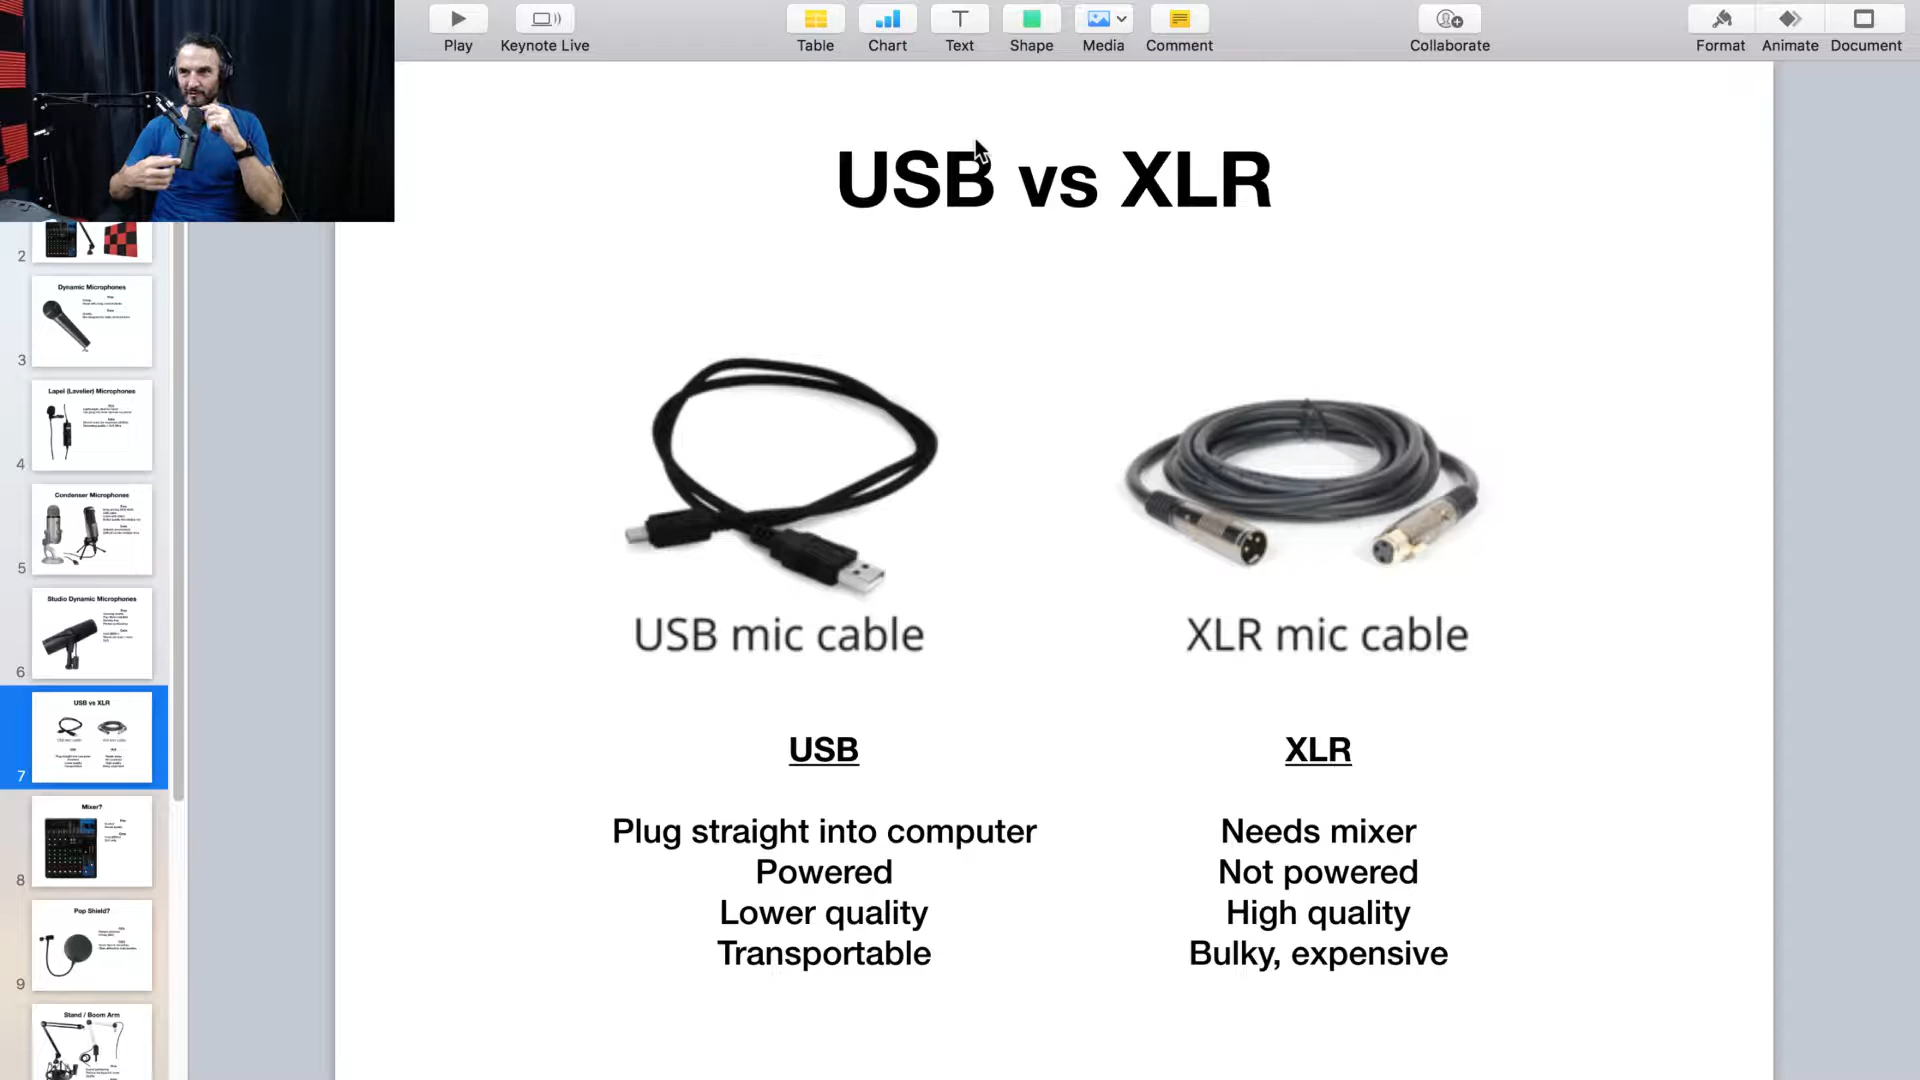 Play
Keynote Live
Table
Chart
Text
Shape
Media
Comment
Collaborate
Format
Animate
Document
USB vs XLR
USB mic cable
XLR mic cable
USB
Plug straight into computer
Powered
Lower quality
Transportable
XLR
Needs mixer
Not powered
High quality
Bulky, expensive
2
Dynamic Microphones
3
Lapel (Lavelier) Microphones
4
Condenser Microphones
5
Studio Dynamic Microphones
6
USB vs XLR
7
Mixer?
8
Pop Shield?
9
Stand / Boom Arm